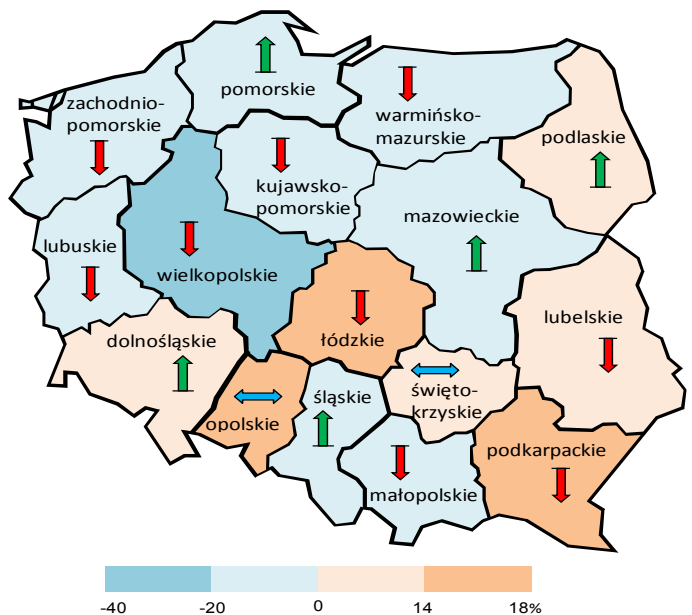 pomorskie
zachodnio-
pomorskie
warmińsko-
mazurskie
podlaskie
kujawsko-
pomorskie
mazowieckie
lubuskie
wielkopolskie
łódzkie
lubelskie
dolnośląskie
opolskie
śląskie
święto-
krzyskie
podkarpackie
małopolskie
-40 -20 0 14 18%